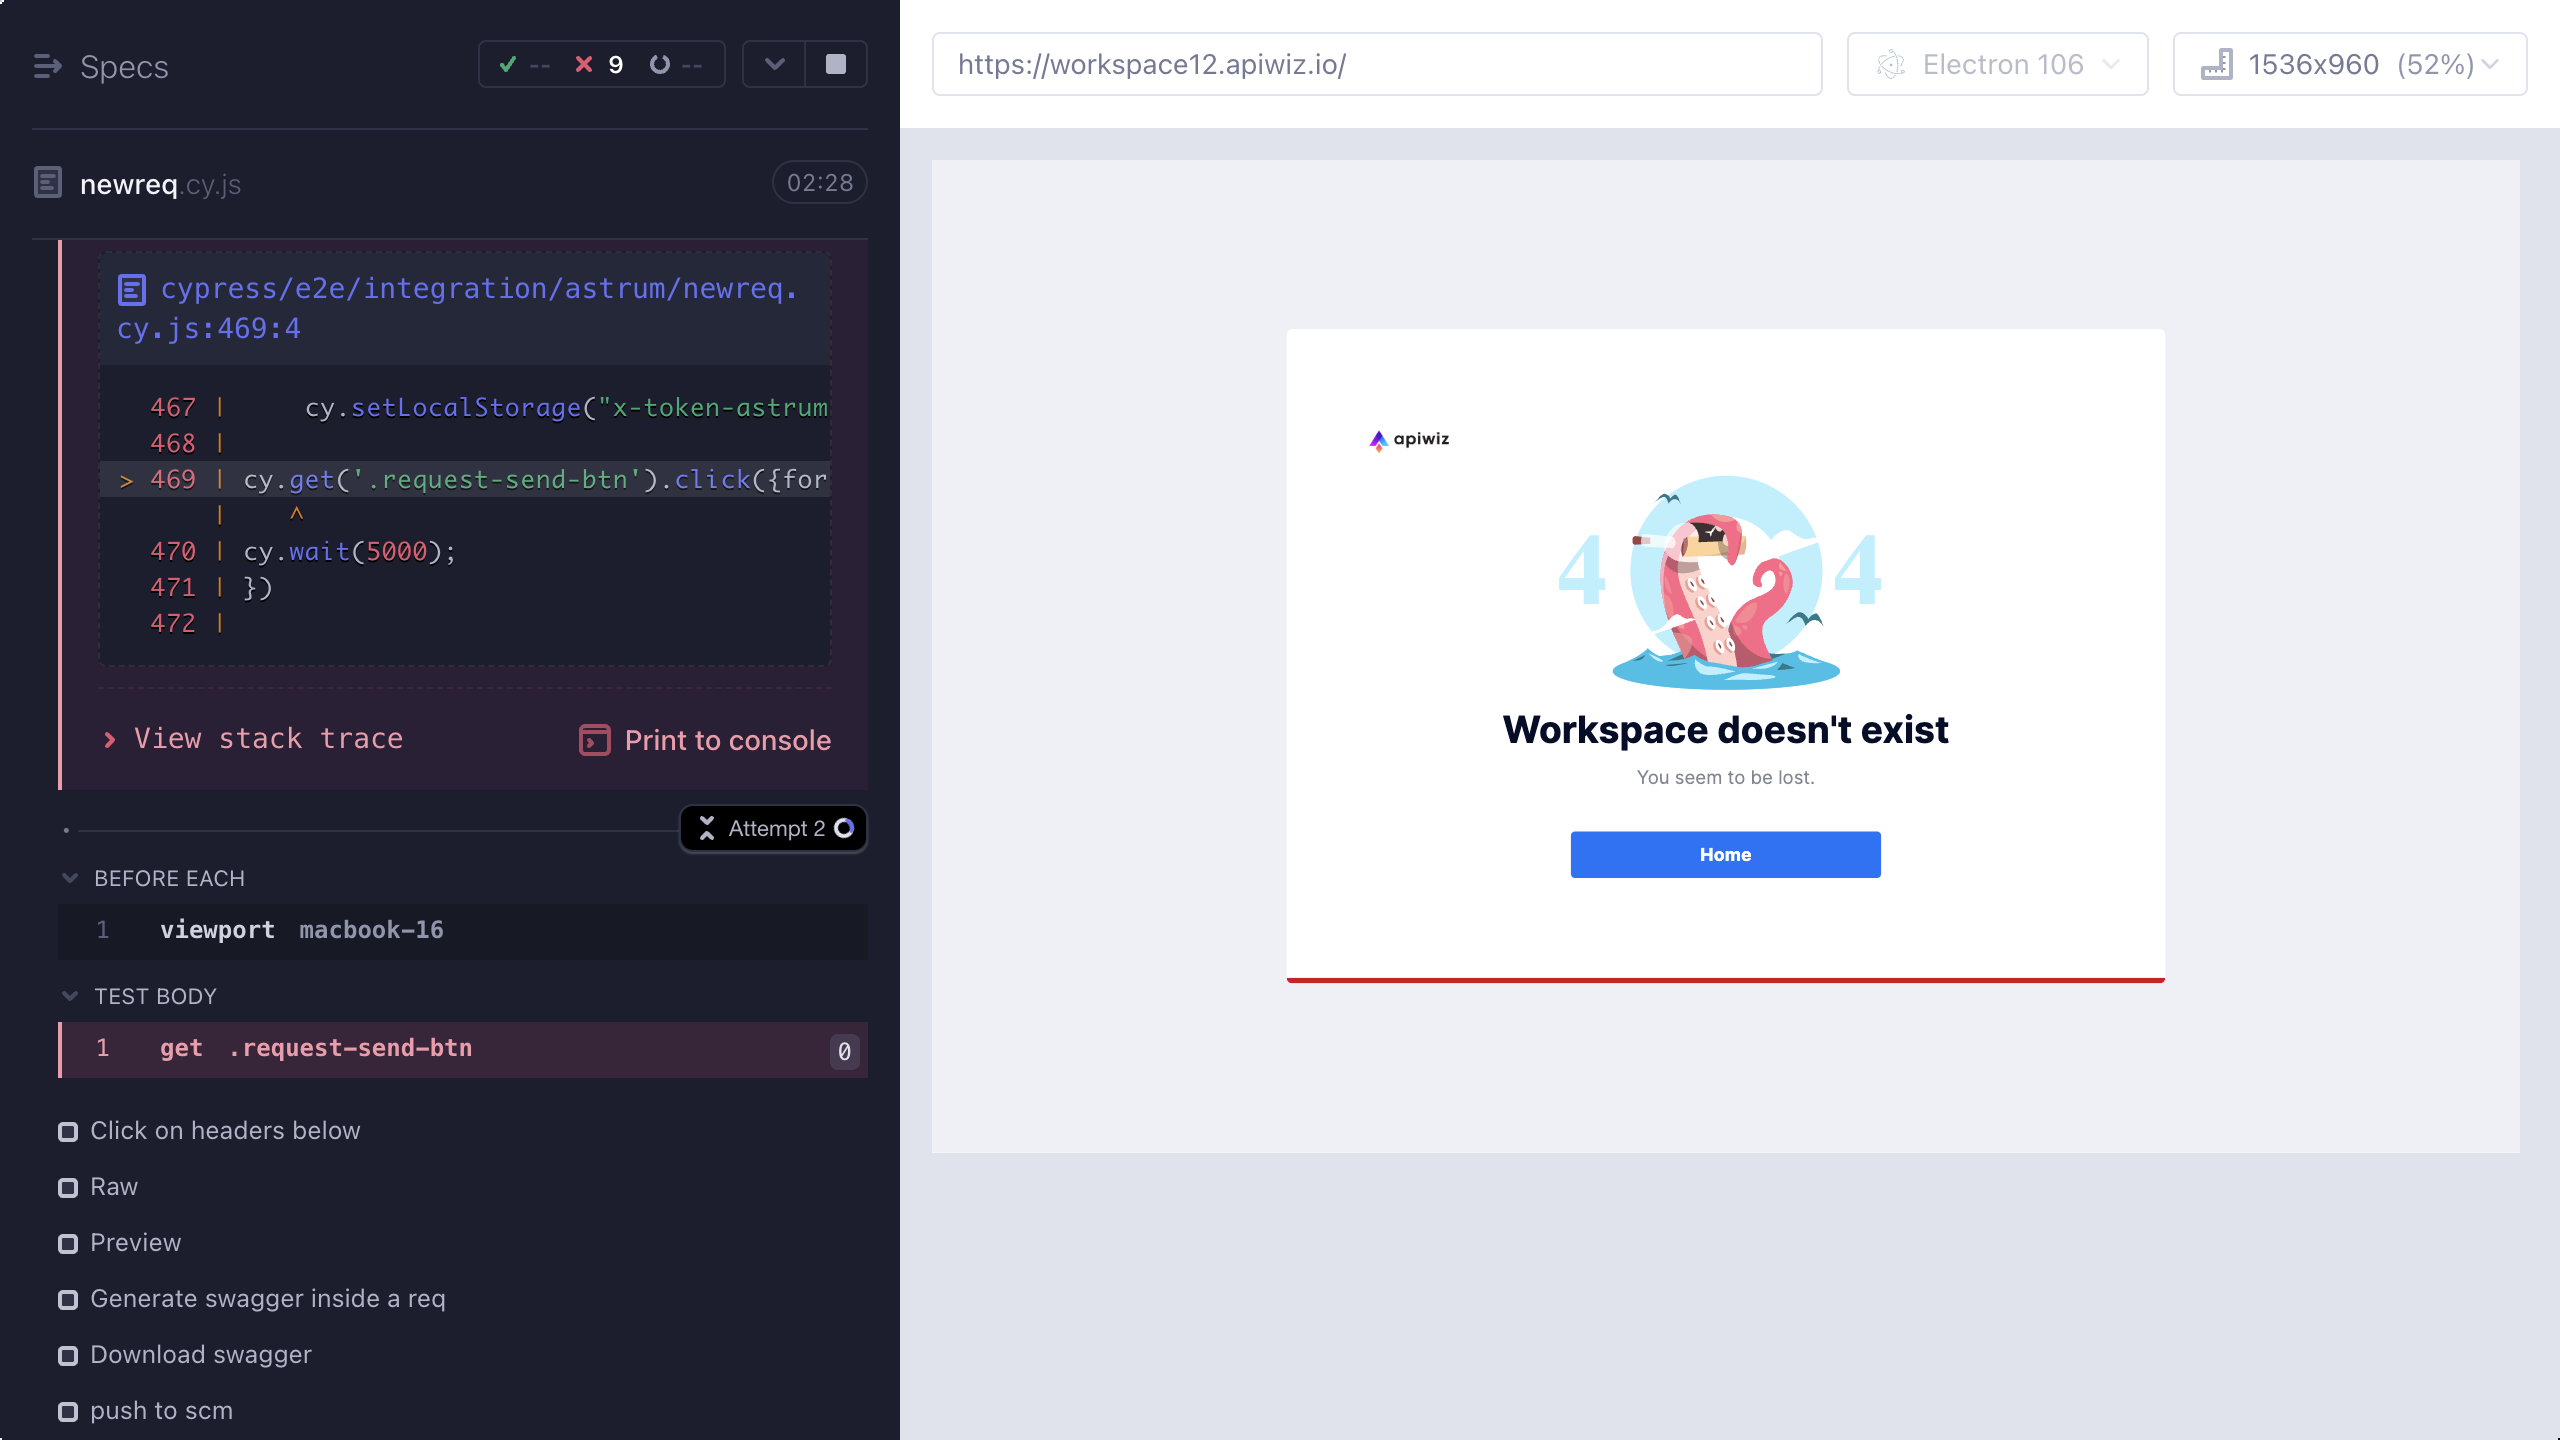 Specs
-- 9 --
newreq.cy.js
02:28
cypress/e2e/integration/astrum/newreq.
cy.js:469:4
467 | cy.setLocalStorage("x-token-astrum
468 |
> 469 | cy.get('.request-send-btn').click({for
| ^
470 | cy.wait(5000);
471 | })
472 |
View stack trace
Print to console
Attempt 2
BEFORE EACH
1 viewport macbook-16
TEST BODY
1 get .request-send-btn 0
Click on headers below
Raw
Preview
Generate swagger inside a req
Download swagger
push to scm
https://workspace12.apiwiz.io/
Electron 106
1536x960 (52%)
apiwiz
4 4
Workspace doesn't exist
You seem to be lost.
Home